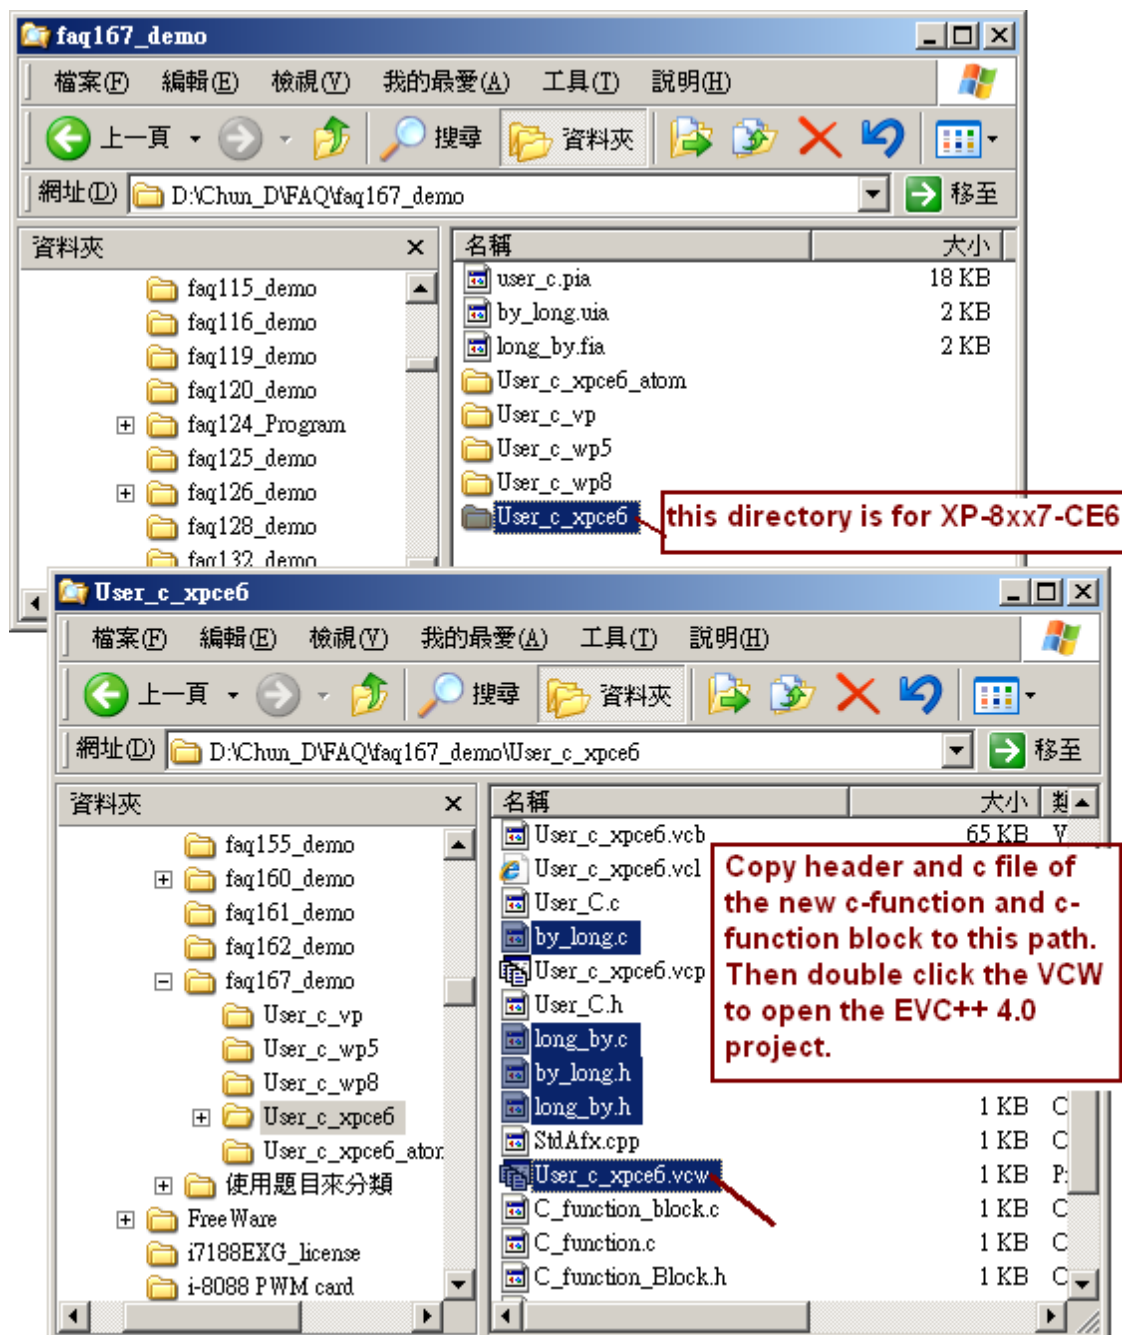 faq167_demo
檔案(F) 編輯(E) 檢視(V) 我的最愛(A) 工具(T) 說明(H)
上一頁 搜尋 資料夾
網址(D) D:\Chun_D\FAQ\faq167_demo 移至
資料夾 x
faq115_demo
faq116_demo
faq119_demo
faq120_demo
faq124_Program
faq125_demo
faq126_demo
faq128_demo
faq132_demo
名稱 大小
user_c.pia 18 KB
by_long.uia 2 KB
long_by.fia 2 KB
User_c_xpce6_atom
User_c_vp
User_c_wp5
User_c_wp8
User_c_xpce6
this directory is for XP-8xx7-CE6
User_c_xpce6
檔案(F) 編輯(E) 檢視(V) 我的最愛(A) 工具(T) 說明(H)
上一頁 搜尋 資料夾
網址(D) D:\Chun_D\FAQ\faq167_demo\User_c_xpce6 移至
資料夾 x
faq155_demo
faq160_demo
faq161_demo
faq162_demo
faq167_demo
User_c_vp
User_c_wp5
User_c_wp8
User_c_xpce6
User_c_xpce6_ator
使用題目來分類
FreeWare
i7188EXG_license
i-8088 PWM card
名稱 大小 類
User_c_xpce6.vcb 65 KB V
User_c_xpce6.vcl
User_C.c
by_long.c
User_c_xpce6.vcp
User_C.h
long_by.c
by_long.h
long_by.h 1 KB C
StdAfx.cpp 1 KB C
User_c_xpce6.vcw 1 KB P
C_function_block.c 1 KB C
C_function.c 1 KB C
C_function_Block.h 1 KB C
Copy header and c file of
the new c-function and c-
function block to this path.
Then double click the VCW
to open the EVC++ 4.0
project.